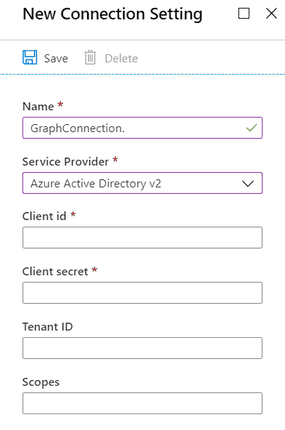 New Connection Setting
Save Delete
Name *
GraphConnection.
Service Provider *
Azure Active Directory v2
Client id *
Client secret *
Tenant ID
Scopes